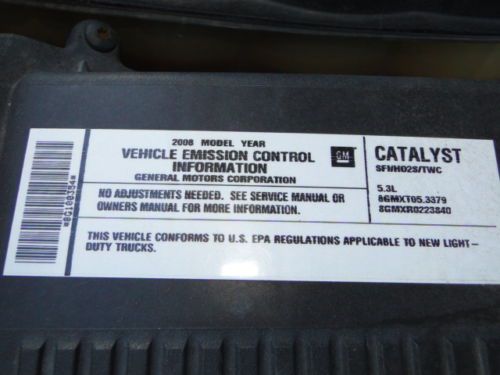 2008 MODEL YEAR
VEHICLE EMISSION CONTROL
INFORMATION
GENERAL MOTORS CORPORATION
NO ADJUSTMENTS NEEDED. SEE SERVICE MANUAL OR
OWNERS MANUAL FOR MORE INFORMATION.
GM
CATALYST
SFI/HO2S/TWC
5.3L
8GMXT05.3379
8GMXR0223840
THIS VEHICLE CONFORMS TO U.S. EPA REGULATIONS APPLICABLE TO NEW LIGHT-
DUTY TRUCKS.